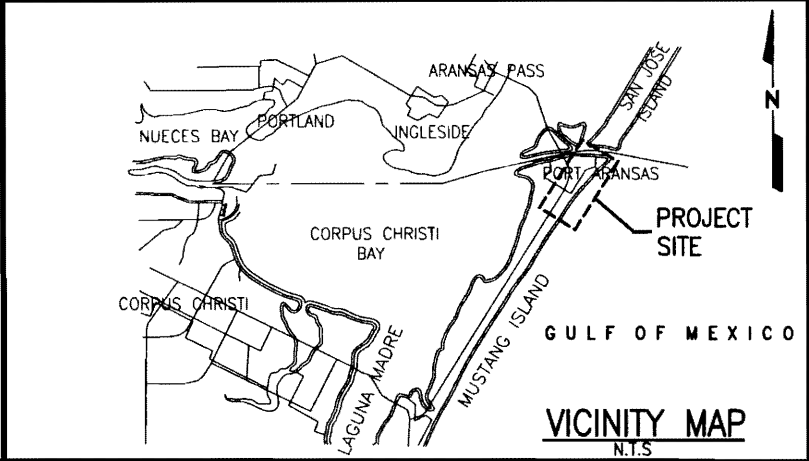 ARANSAS PASS
SAN JOSE
ISLAND
N
PORTLAND
INGLESIDE
NUECES BAY
PORT ARANSAS
PROJECT
SITE
CORPUS CHRISTI
BAY
CORPUS CHRISTI
MUSTANG ISLAND
GULF OF MEXICO
LAGUNA MADRE
VICINITY MAP
N.T.S